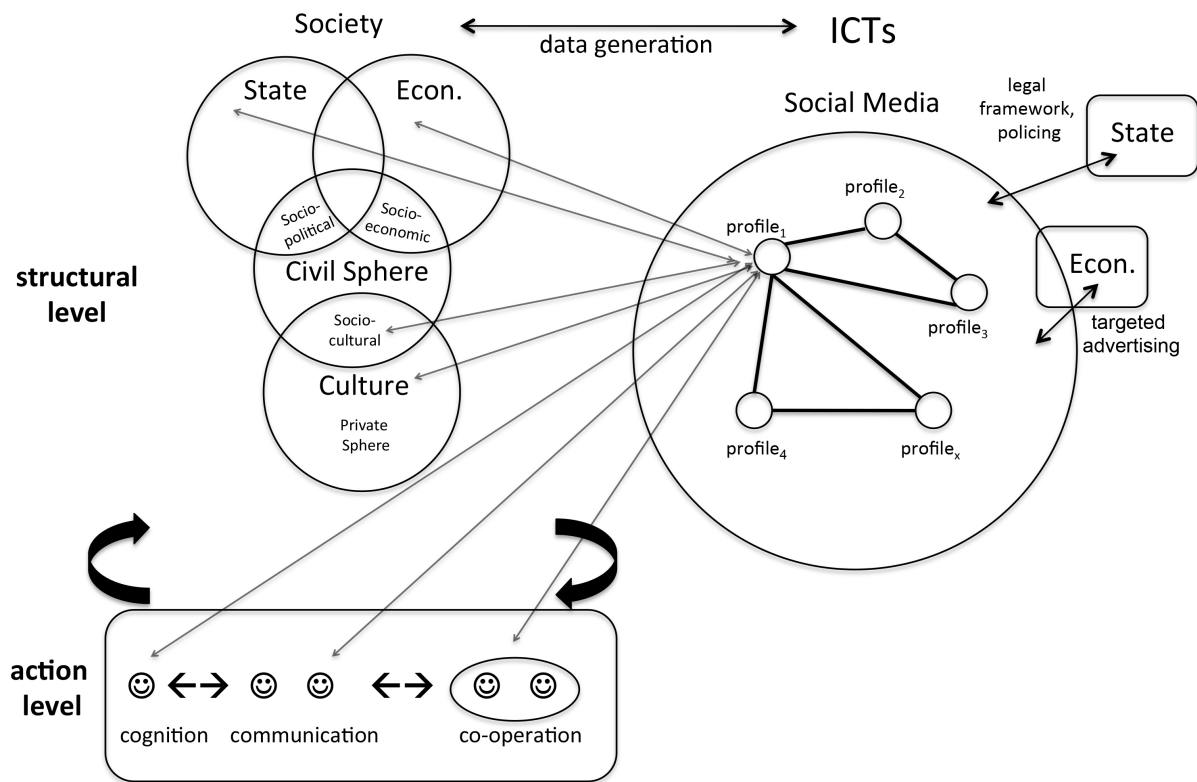 Society
data generation
ICTs
State
Econ.
Socio-
political
Socio-
economic
Civil Sphere
Socio-
cultural
Culture
Private
Sphere
structural
level
Social Media
profile₁
profile₂
profile₃
profile₄
profileₓ
legal
framework,
policing
State
Econ.
targeted
advertising
action
level
cognition
communication
co-operation